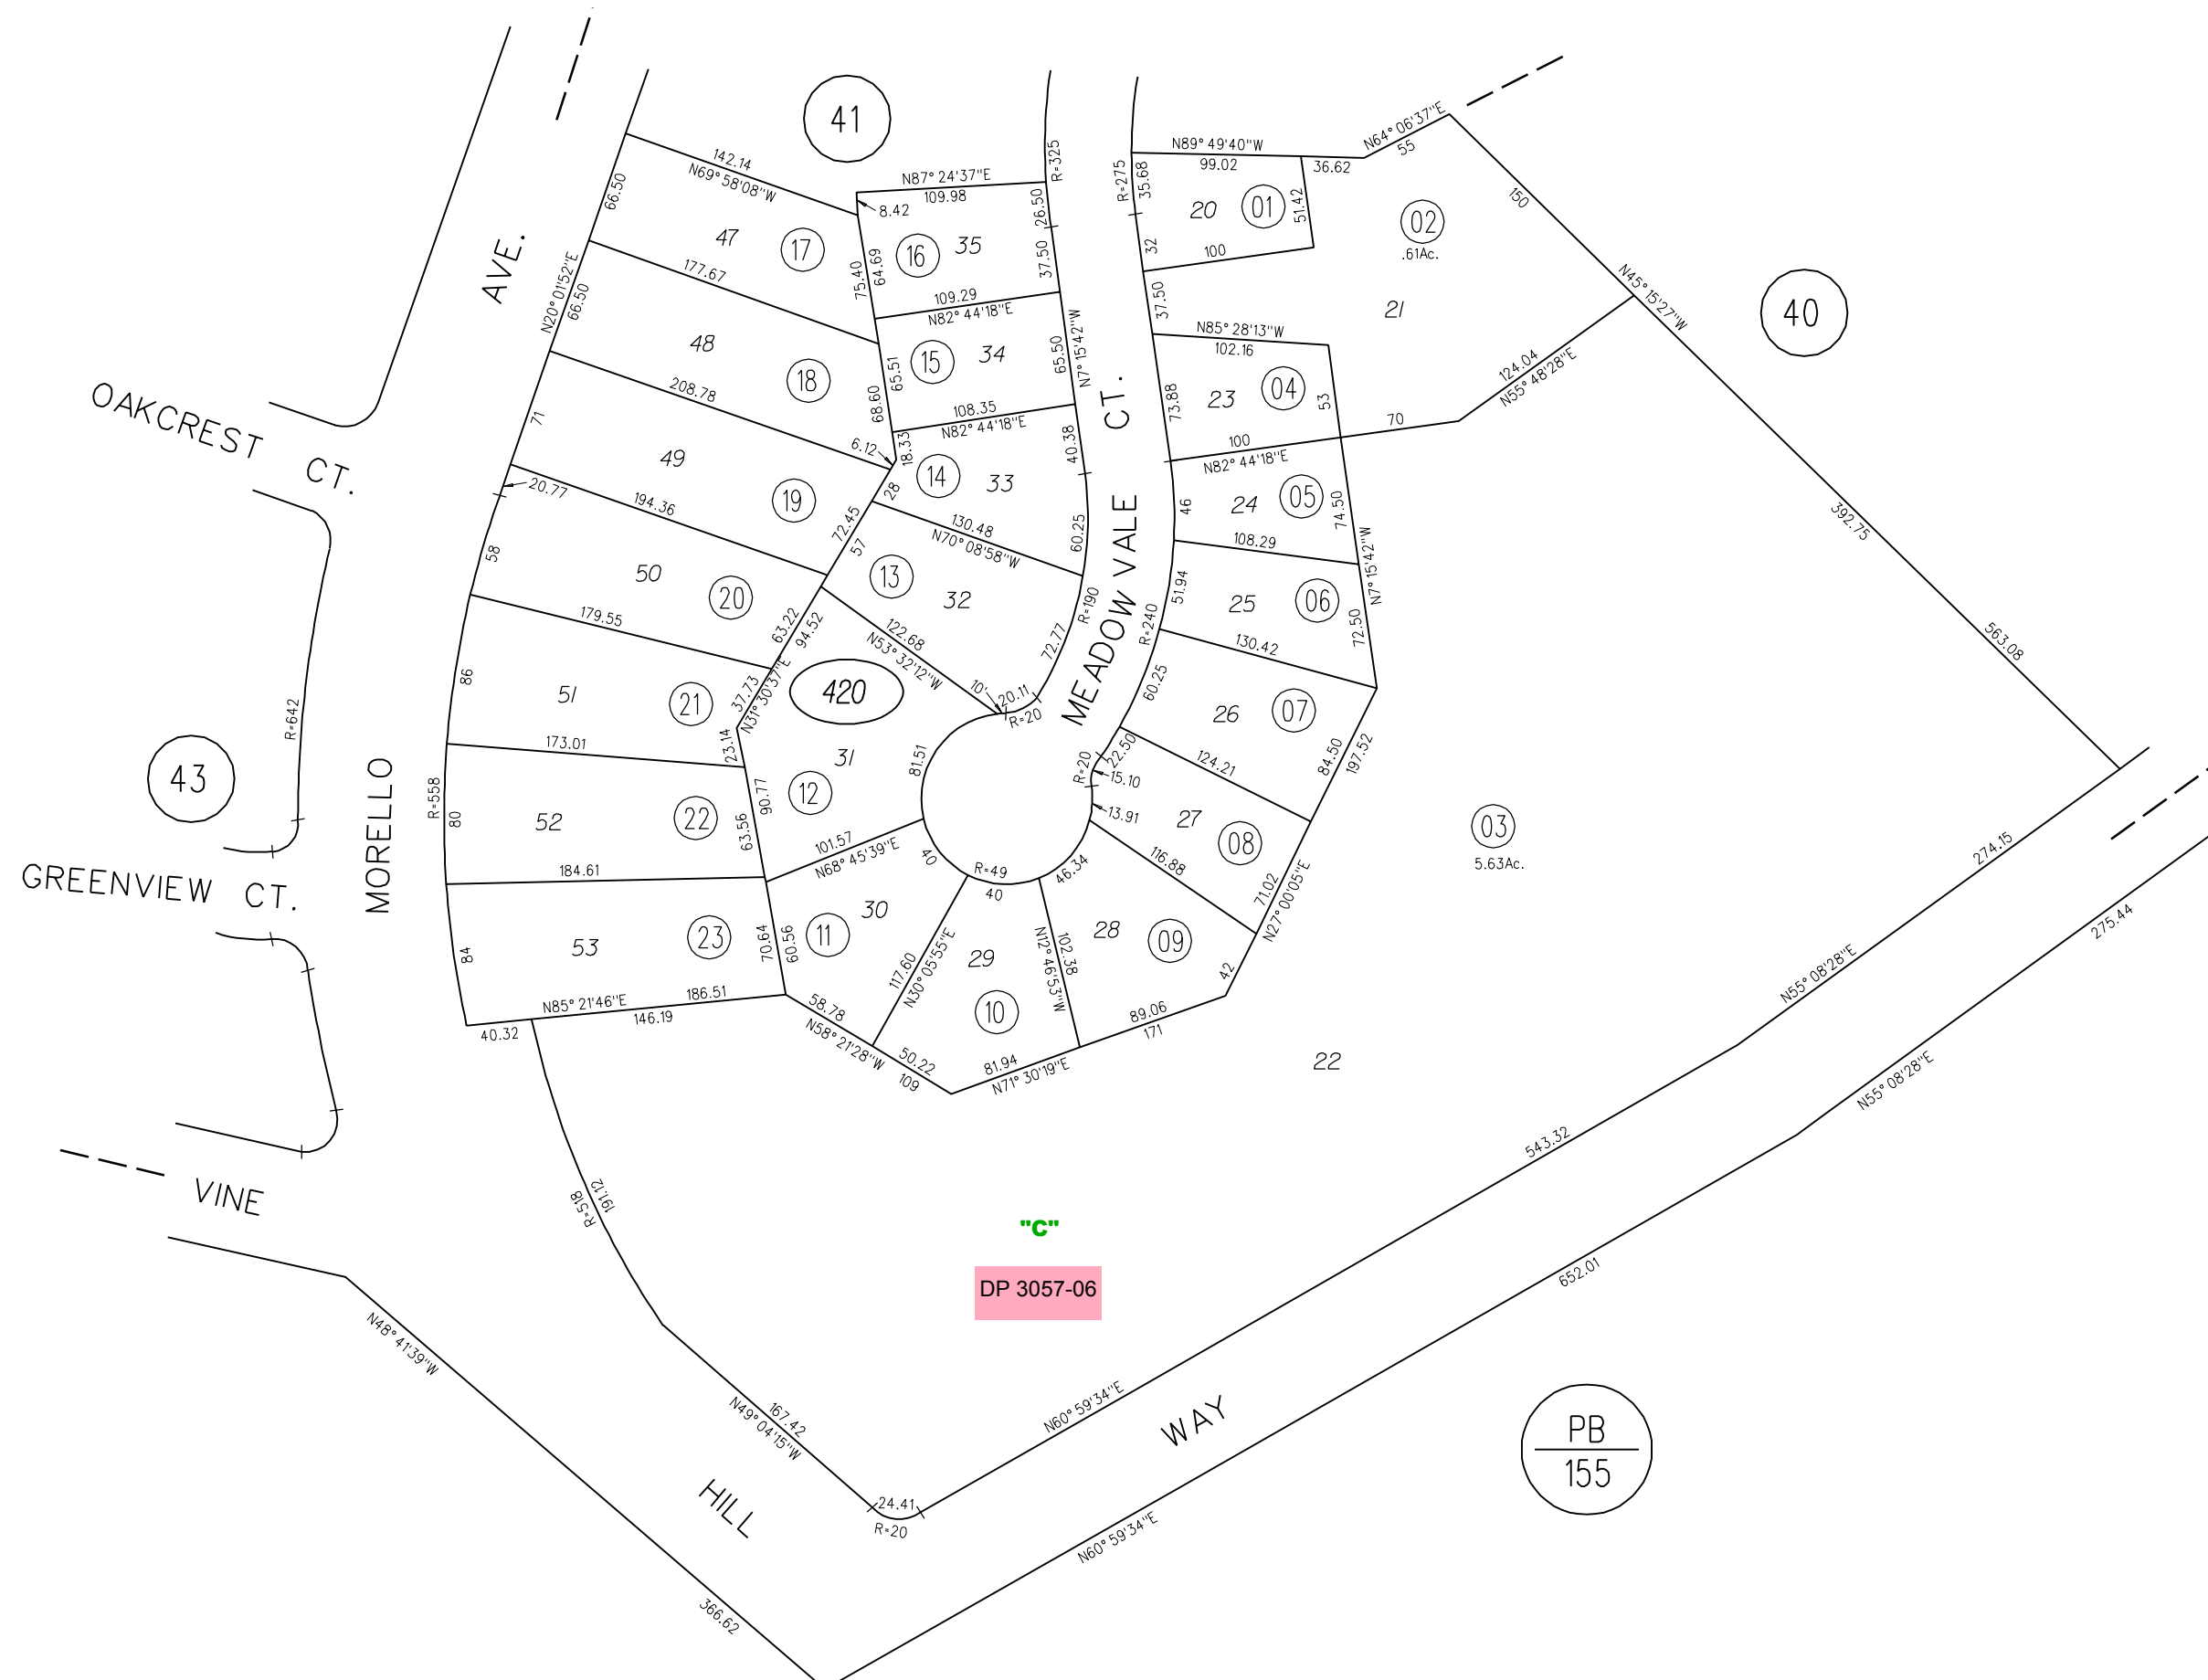 41
40
43
420
PB
155
OAKCREST CT.
GREENVIEW CT.
MORELLO
AVE.
MEADOW VALE CT.
VINE
HILL
WAY
"C"
DP 3057-06
142.14
N69°58'08"W
66.50
47
17
177.67
N20°01'52"E
66.50
48
18
208.78
71
49
19
20.77
194.36
58
50
20
179.55
86
51
21
173.01
R=642
R=558
80
52
22
184.61
84
53
23
N85°21'46"E
186.51
40.32
146.19
N87°24'37"E
109.98
8.42
16
35
26.50
R=325
37.50
75.40
64.69
109.29
N82°44'18"E
15
34
65.50
N7°15'42"W
65.51
68.60
108.35
N82°44'18"E
6.12
18.33
14
33
40.38
28
130.48
N70°08'58"W
60.25
72.45
57
13
32
R=190
72.77
63.22
94.52
122.68
N53°32'12"W
10'
20.11
R=20
37.73
N31°30'37"E
23.14
31
12
81.51
90.77
63.56
101.57
N68°45'39"E
40
R=49
40
46.34
30
11
70.64
60.56
117.60
N30°05'55"E
58.78
N58°21'28"W
50.22
109
29
10
N12°46'53"W
102.38
81.94
N71°30'19"E
28
09
89.06
171
42
N89°49'40"W
99.02
36.62
N64°06'37"E
55
R=275
35.68
20
01
51.42
32
100
02
.61Ac.
21
150
N45°15'27"W
37.50
N85°28'13"W
102.16
124.04
N55°48'28"E
23
04
53
73.88
100
70
N82°44'18"E
24
05
46
74.50
108.29
N7°15'42"W
25
06
51.94
72.50
R=240
130.42
60.25
26
07
22.50
R=20
15.10
124.21
84.50
197.52
13.91
27
08
116.88
71.02
N27°00'05"E
392.75
563.08
03
5.63Ac.
274.15
275.44
N55°08'28"E
N55°08'28"E
22
543.32
652.01
R=518
191.12
N48°41'39"W
167.42
N49°04'15"W
N60°59'34"E
24.41
R=20
N60°59'34"E
366.62